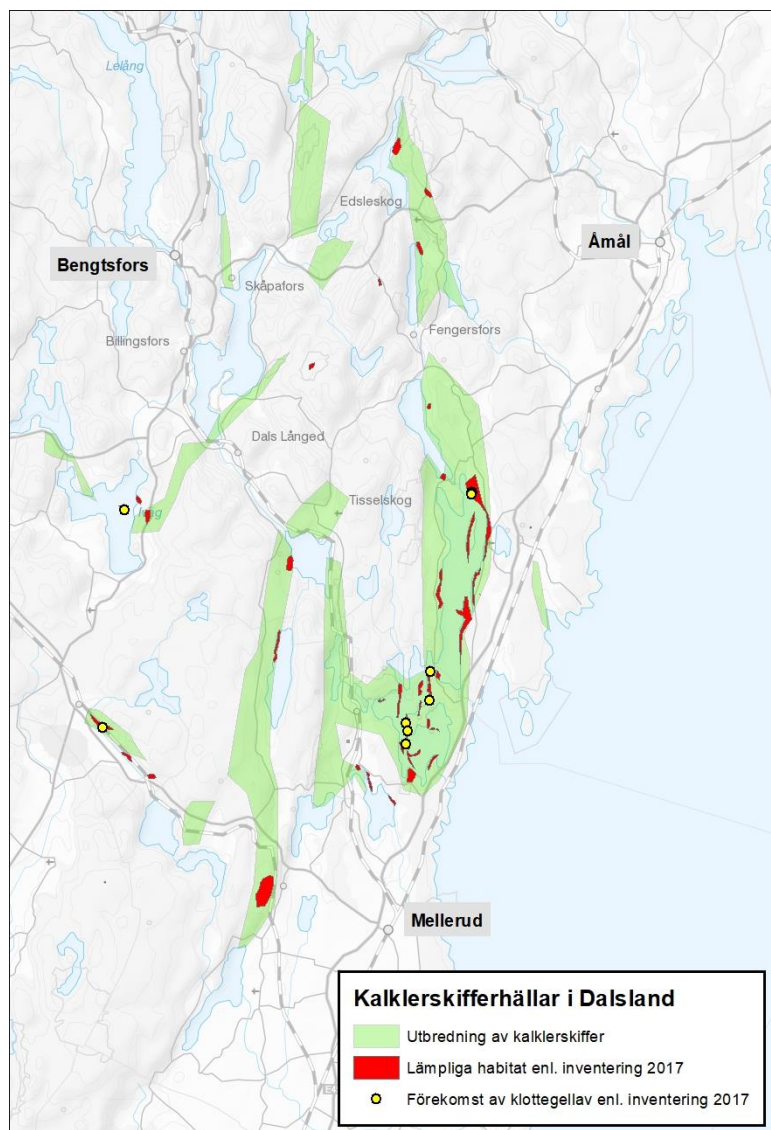 Lelång
Edsleskog
Åmål
Bengtsfors
Skåpafors
Fengersfors
Billingsfors
Dals Långed
Tisselskog
Mellerud
Kalklerskifferhällar i Dalsland
Utbredning av kalklerskiffer
Lämpliga habitat enl. inventering 2017
Förekomst av klottegellav enl. inventering 2017